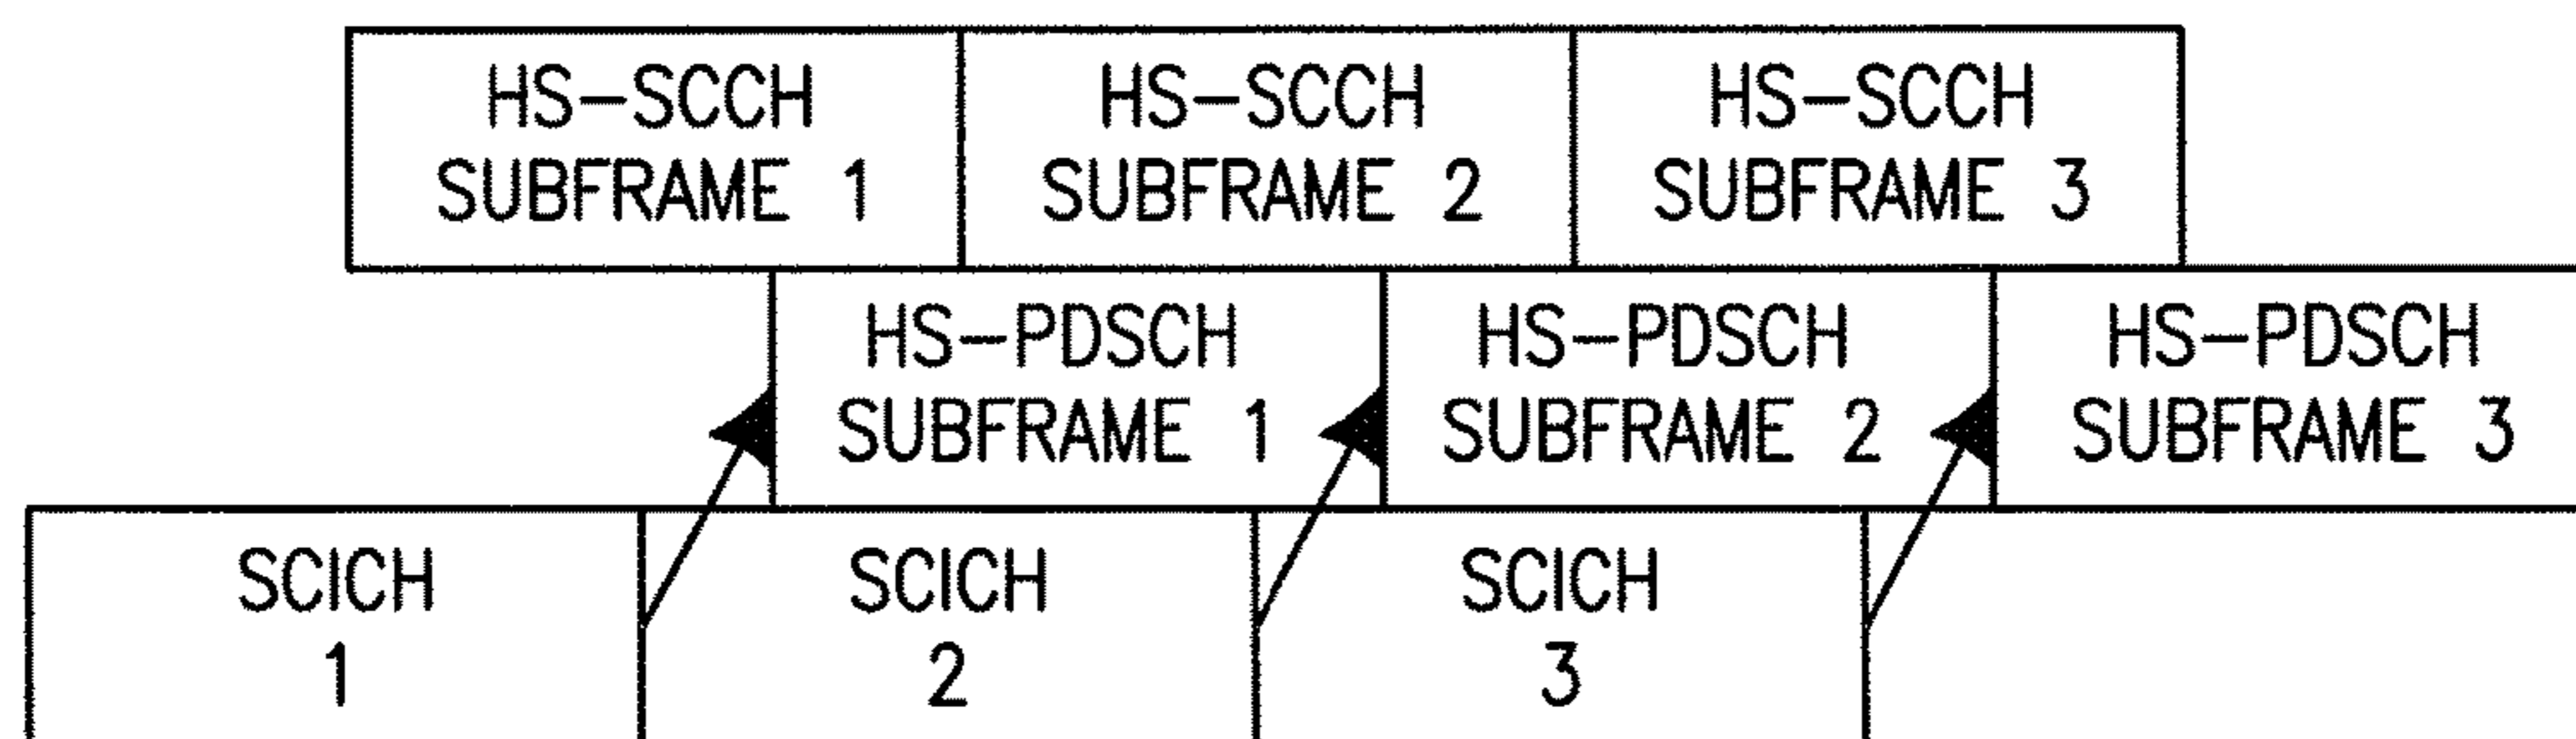 HS-SCCH
SUBFRAME 1
HS-SCCH
SUBFRAME 2
HS-SCCH
SUBFRAME 3
HS-PDSCH
SUBFRAME 1
HS-PDSCH
SUBFRAME 2
HS-PDSCH
SUBFRAME 3
SCICH
1
SCICH
2
SCICH
3